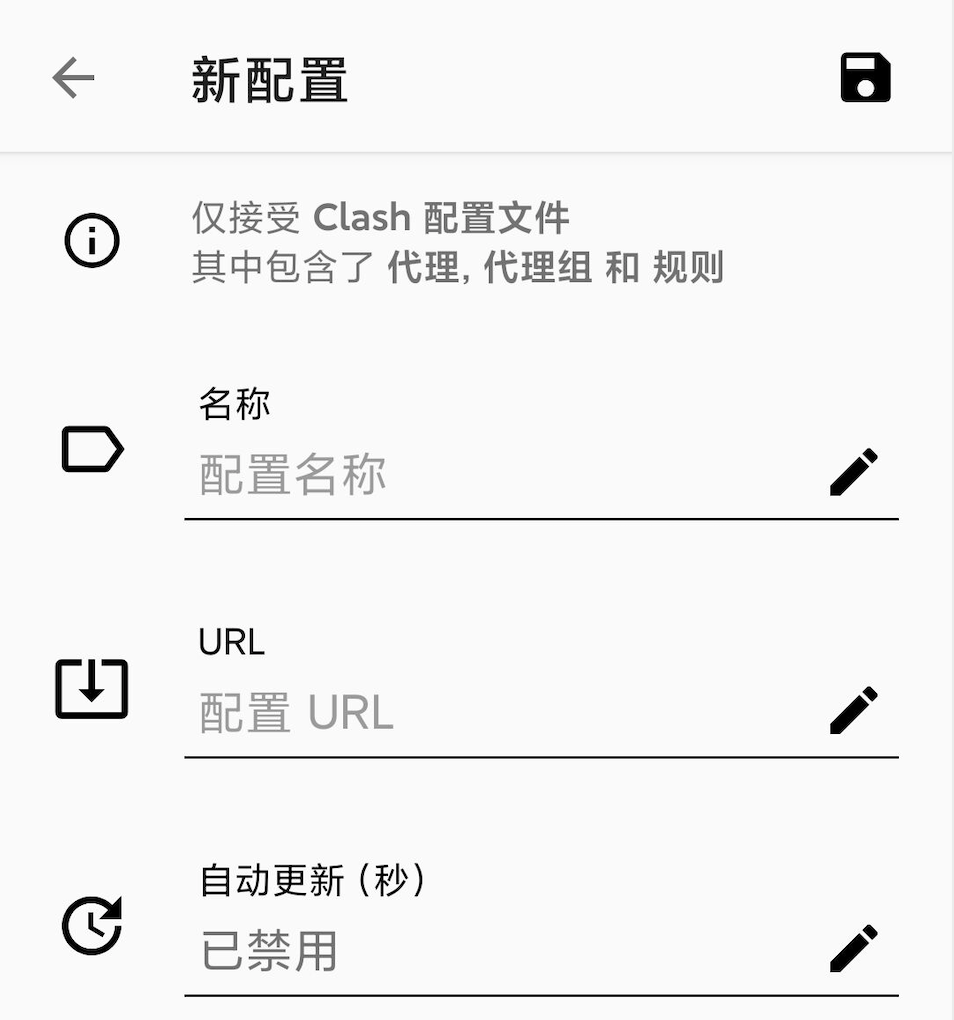 新配置
仅接受 Clash 配置文件
其中包含了 代理, 代理组 和 规则
名称
配置名称
URL
配置 URL
自动更新 (秒)
已禁用